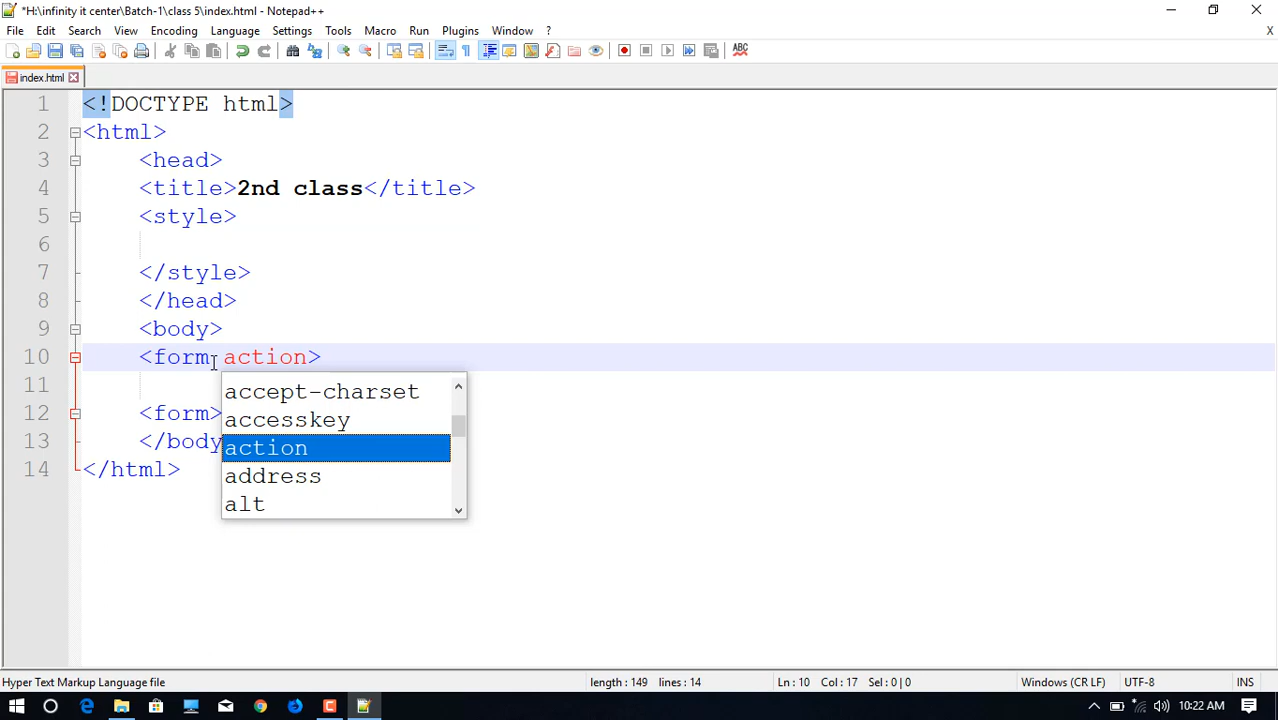 *H:\infinity it center\Batch-1\class 5\index.html - Notepad++
File Edit Search View Encoding Language Settings Tools Macro Run Plugins Window ? X
ABC
index.html
1 <!DOCTYPE html>
2 <html>
3 <head>
4 <title>2nd class</title>
5 <style>
6
7 </style>
8 </head>
9 <body>
10 <form action>
11
12 <form>
13 </body
14 </html>
accept-charset
accesskey
action
address
alt
Hyper Text Markup Language file length : 149 lines : 14 Ln : 10 Col : 17 Sel : 0 | 0 Windows (CR LF) UTF-8 INS
10:22 AM